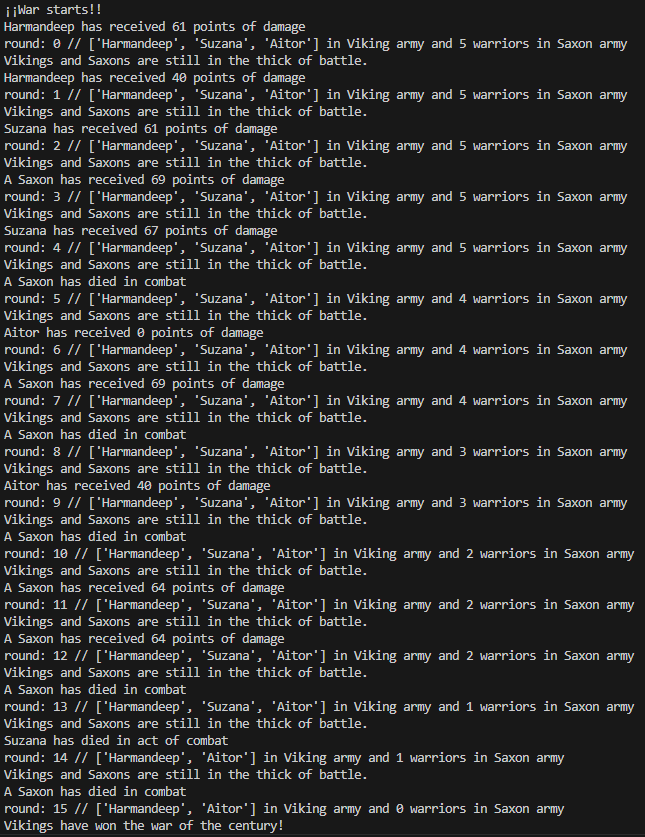 ¡¡War starts!!
Harmandeep has received 61 points of damage
round: 0 // ['Harmandeep', 'Suzana', 'Aitor'] in Viking army and 5 warriors in Saxon army
Vikings and Saxons are still in the thick of battle.
Harmandeep has received 40 points of damage
round: 1 // ['Harmandeep', 'Suzana', 'Aitor'] in Viking army and 5 warriors in Saxon army
Vikings and Saxons are still in the thick of battle.
Suzana has received 61 points of damage
round: 2 // ['Harmandeep', 'Suzana', 'Aitor'] in Viking army and 5 warriors in Saxon army
Vikings and Saxons are still in the thick of battle.
A Saxon has received 69 points of damage
round: 3 // ['Harmandeep', 'Suzana', 'Aitor'] in Viking army and 5 warriors in Saxon army
Vikings and Saxons are still in the thick of battle.
Suzana has received 67 points of damage
round: 4 // ['Harmandeep', 'Suzana', 'Aitor'] in Viking army and 5 warriors in Saxon army
Vikings and Saxons are still in the thick of battle.
A Saxon has died in combat
round: 5 // ['Harmandeep', 'Suzana', 'Aitor'] in Viking army and 4 warriors in Saxon army
Vikings and Saxons are still in the thick of battle.
Aitor has received 0 points of damage
round: 6 // ['Harmandeep', 'Suzana', 'Aitor'] in Viking army and 4 warriors in Saxon army
Vikings and Saxons are still in the thick of battle.
A Saxon has received 69 points of damage
round: 7 // ['Harmandeep', 'Suzana', 'Aitor'] in Viking army and 4 warriors in Saxon army
Vikings and Saxons are still in the thick of battle.
A Saxon has died in combat
round: 8 // ['Harmandeep', 'Suzana', 'Aitor'] in Viking army and 3 warriors in Saxon army
Vikings and Saxons are still in the thick of battle.
Aitor has received 40 points of damage
round: 9 // ['Harmandeep', 'Suzana', 'Aitor'] in Viking army and 3 warriors in Saxon army
Vikings and Saxons are still in the thick of battle.
A Saxon has died in combat
round: 10 // ['Harmandeep', 'Suzana', 'Aitor'] in Viking army and 2 warriors in Saxon army
Vikings and Saxons are still in the thick of battle.
A Saxon has received 64 points of damage
round: 11 // ['Harmandeep', 'Suzana', 'Aitor'] in Viking army and 2 warriors in Saxon army
Vikings and Saxons are still in the thick of battle.
A Saxon has received 64 points of damage
round: 12 // ['Harmandeep', 'Suzana', 'Aitor'] in Viking army and 2 warriors in Saxon army
Vikings and Saxons are still in the thick of battle.
A Saxon has died in combat
round: 13 // ['Harmandeep', 'Suzana', 'Aitor'] in Viking army and 1 warriors in Saxon army
Vikings and Saxons are still in the thick of battle.
Suzana has died in act of combat
round: 14 // ['Harmandeep', 'Aitor'] in Viking army and 1 warriors in Saxon army
Vikings and Saxons are still in the thick of battle.
A Saxon has died in combat
round: 15 // ['Harmandeep', 'Aitor'] in Viking army and 0 warriors in Saxon army
Vikings have won the war of the century!